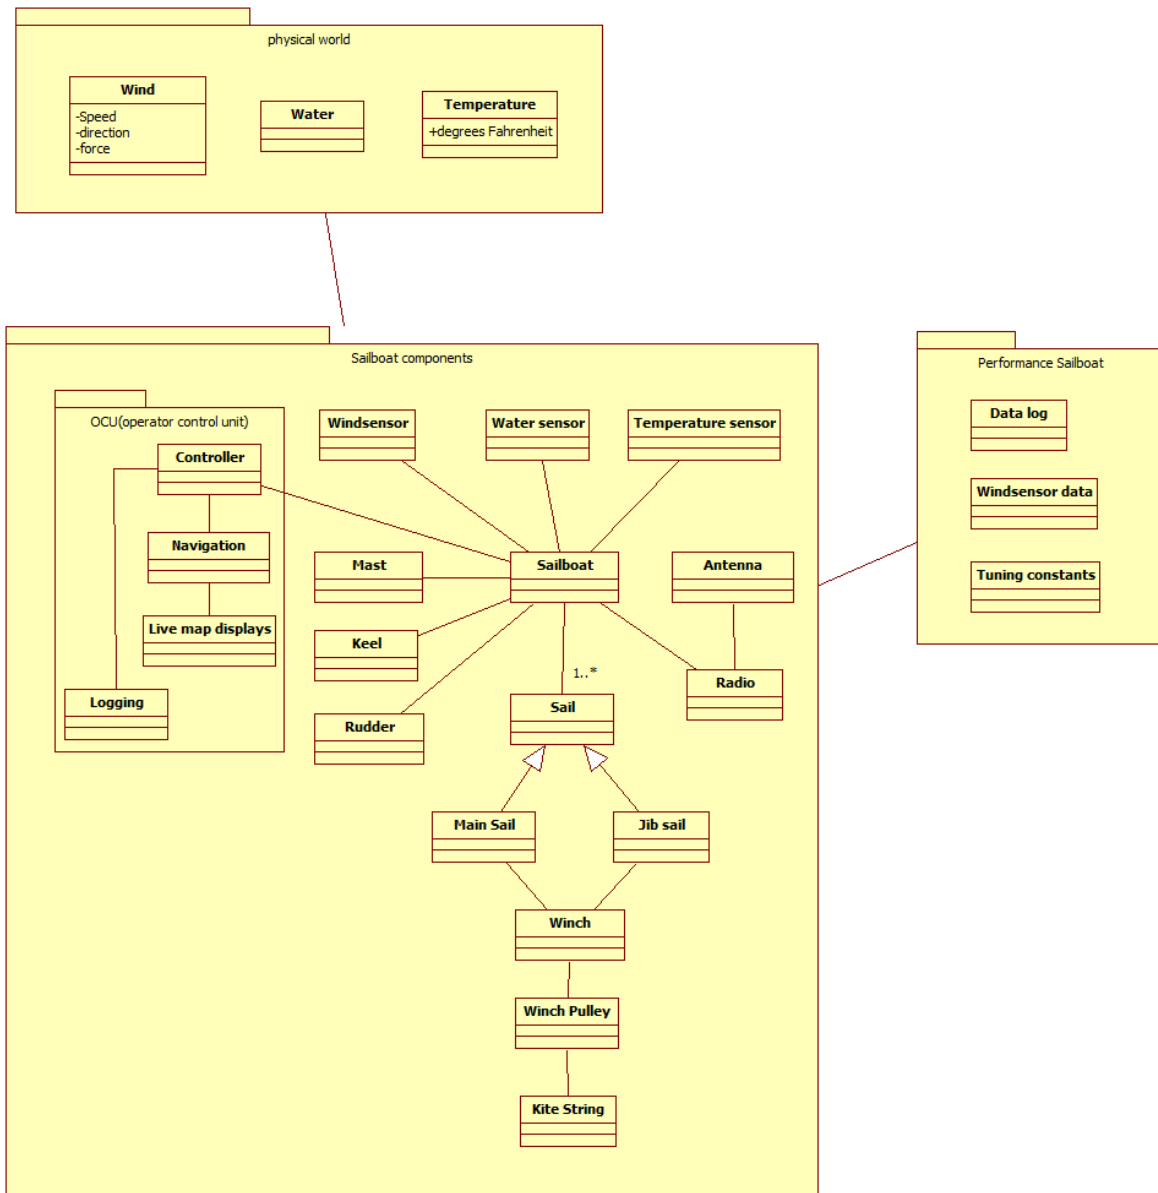 physical world
Wind
-Speed
-direction
-force
Water
Temperature
+degrees Fahrenheit
Sailboat components
OCU(operator control unit)
Controller
Navigation
Live map displays
Logging
Windsensor
Water sensor
Temperature sensor
Mast
Sailboat
Antenna
Keel
1..*
Radio
Sail
Rudder
Main Sail
Jib sail
Winch
Winch Pulley
Kite String
Performance Sailboat
Data log
Windsensor data
Tuning constants